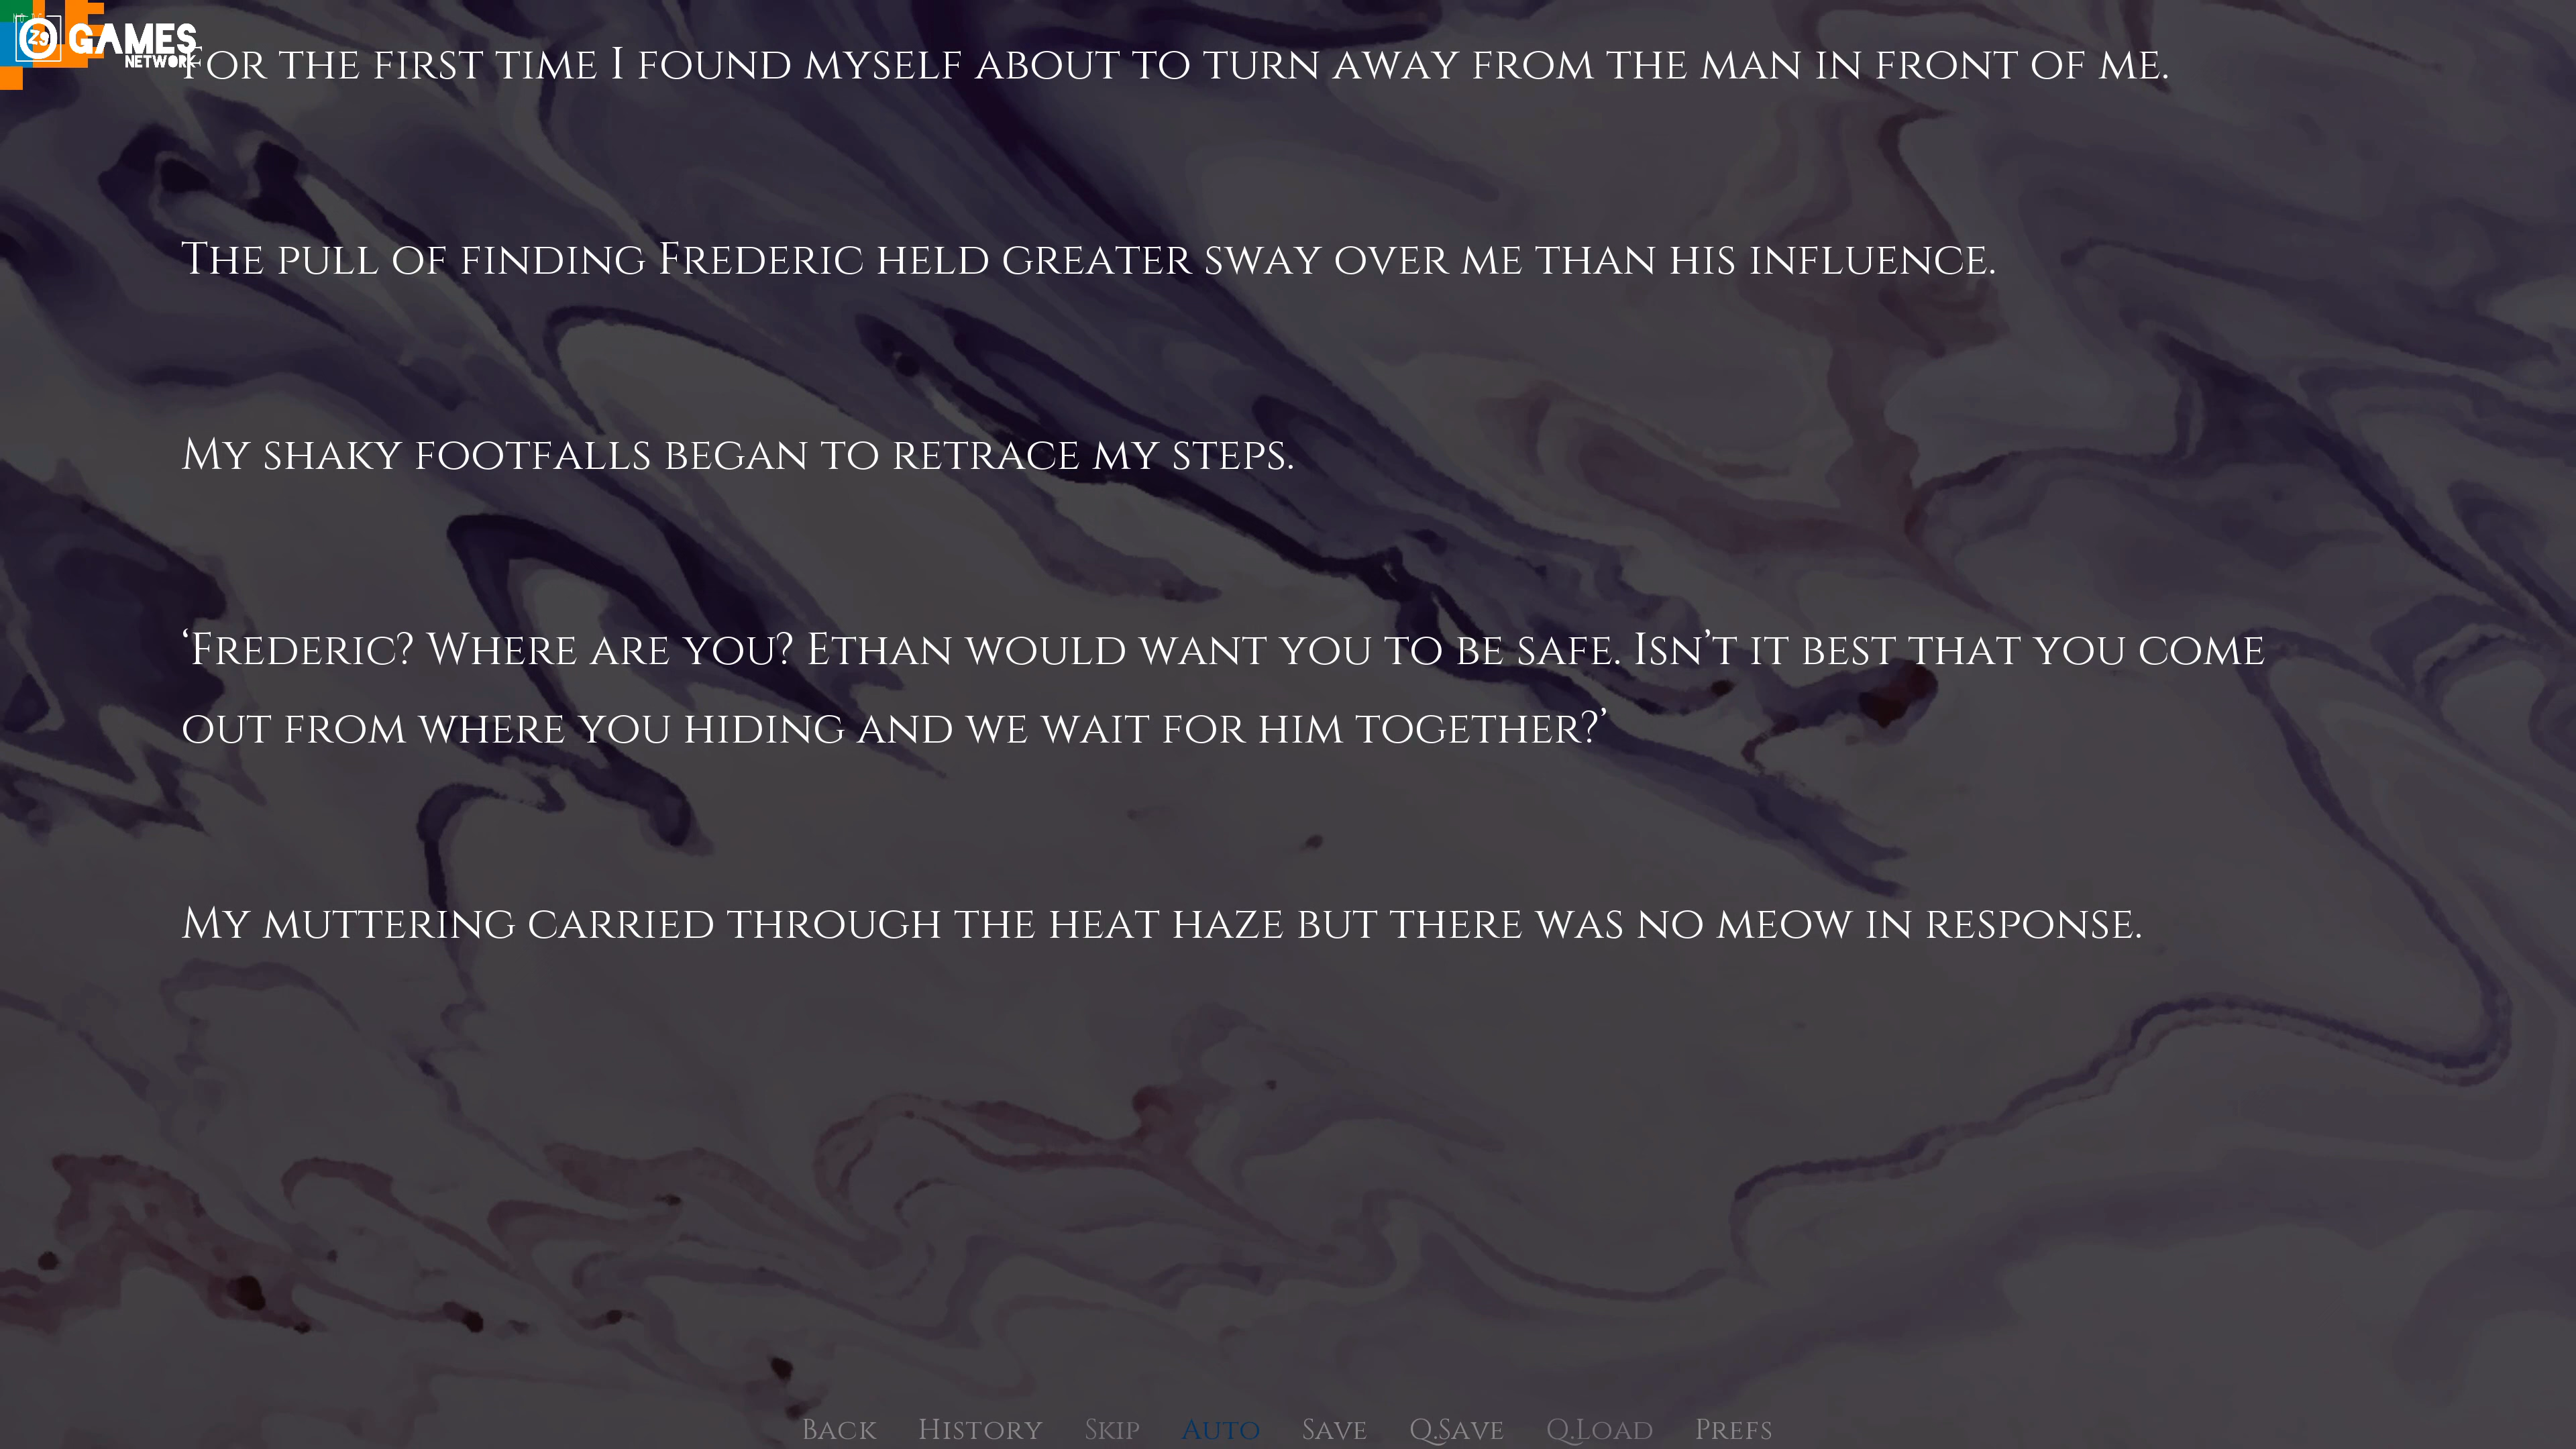 Z9 GAMES
NETWORK
For the first time I found myself about to turn away from the man in front of me.
The pull of finding Frederic held greater sway over me than his influence.
My shaky footfalls began to retrace my steps.
‘Frederic? Where are you? Ethan would want you to be safe. Isn’t it best that you come
out from where you hiding and we wait for him together?’
My muttering carried through the heat haze but there was no meow in response.
Back History Skip Auto Save Q.Save Q.Load Prefs